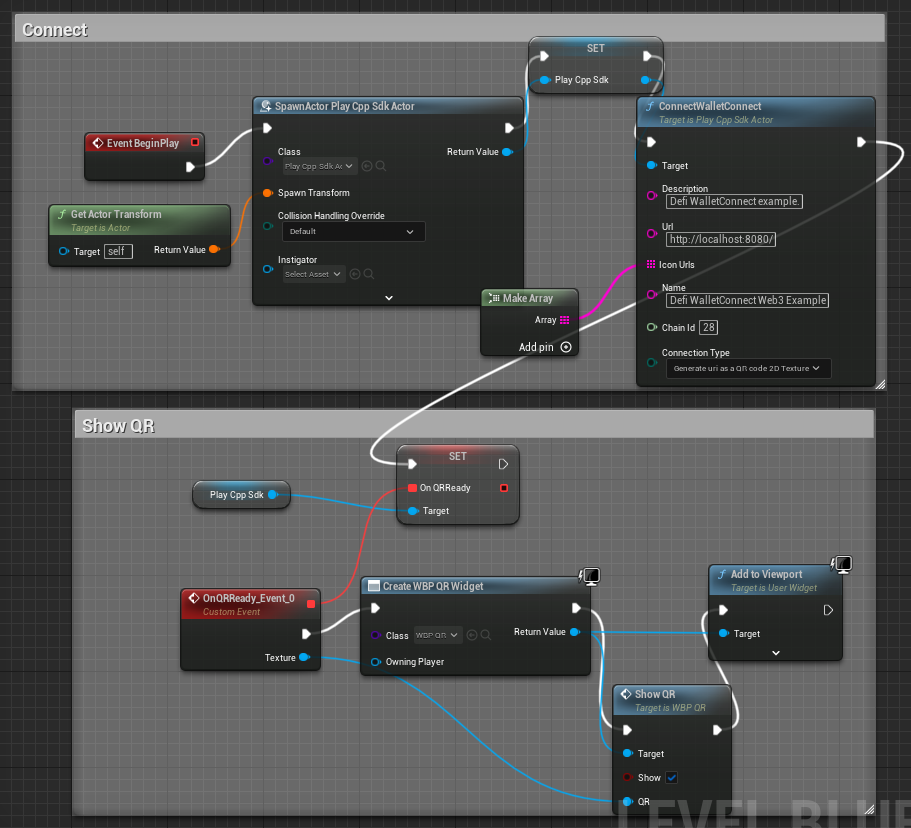 Connect
SET
Play Cpp Sdk
SpawnActor Play Cpp Sdk Actor
Class
Play Cpp Sdk Ac
Return Value
Spawn Transform
Collision Handling Override
Default
Instigator
Select Asset
Event BeginPlay
Get Actor Transform
Target is Actor
Target self Return Value
Make Array
Array
Add pin
ConnectWalletConnect
Target is Play Cpp Sdk Actor
Target
Description
Defi WalletConnect example.
Url
http://localhost:8080/
Icon Urls
Name
Defi WalletConnect Web3 Example
Chain Id 28
Connection Type
Generate uri as a QR code 2D Texture
Show QR
SET
On QRReady
Target
Play Cpp Sdk
OnQRReady_Event_0
Custom Event
Texture
Create WBP QR Widget
Class WBP QR Return Value
Owning Player
Add to Viewport
Target is User Widget
Target
Show QR
Target is WBP QR
Target
Show
QR
LEVEL BLUE